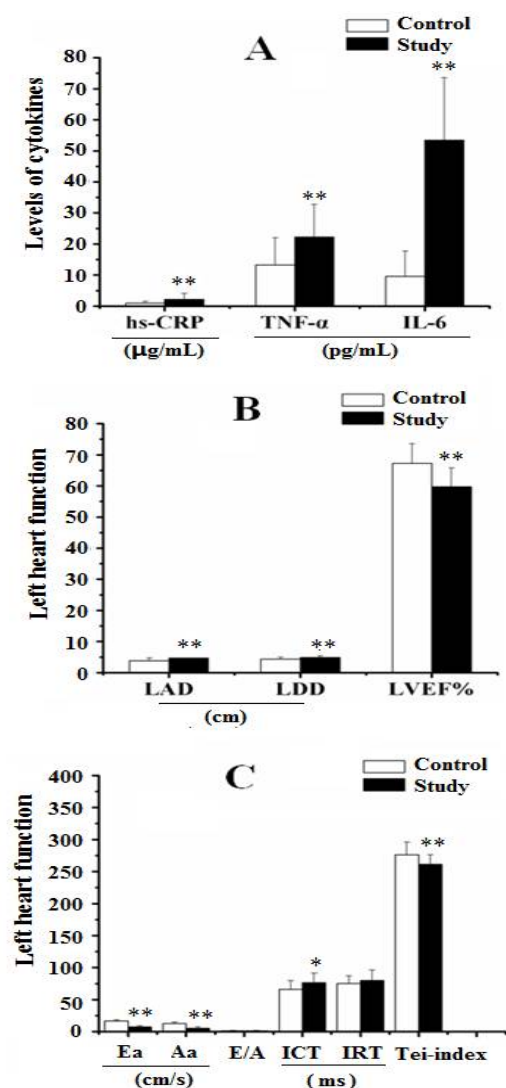 A
Control
Study
Levels of cytokines
80
70
60
50
40
30
20
10
0
**
**
**
hs-CRP TNF-α IL-6
(μg/mL) (pg/mL)
B
Control
Study
Left heart function
80
70
60
50
40
30
20
10
0
**
**
**
LAD LDD LVEF%
(cm)
C
Control
Study
Left heart function
400
350
300
250
200
150
100
50
0
**
**
*
**
Ea Aa E/A ICT IRT Tei-index
(cm/s) (ms)